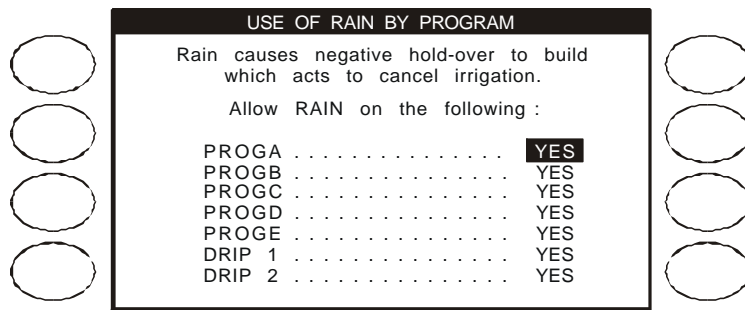 USE OF RAIN BY PROGRAM
Rain causes negative hold-over to build
which acts to cancel irrigation.
Allow RAIN on the following :
PROGA . . . . . . . . . . . . . . . YES
PROGB . . . . . . . . . . . . . . . YES
PROGC . . . . . . . . . . . . . . . YES
PROGD . . . . . . . . . . . . . . . YES
PROGE . . . . . . . . . . . . . . . YES
DRIP 1 . . . . . . . . . . . . . . . YES
DRIP 2 . . . . . . . . . . . . . . . YES